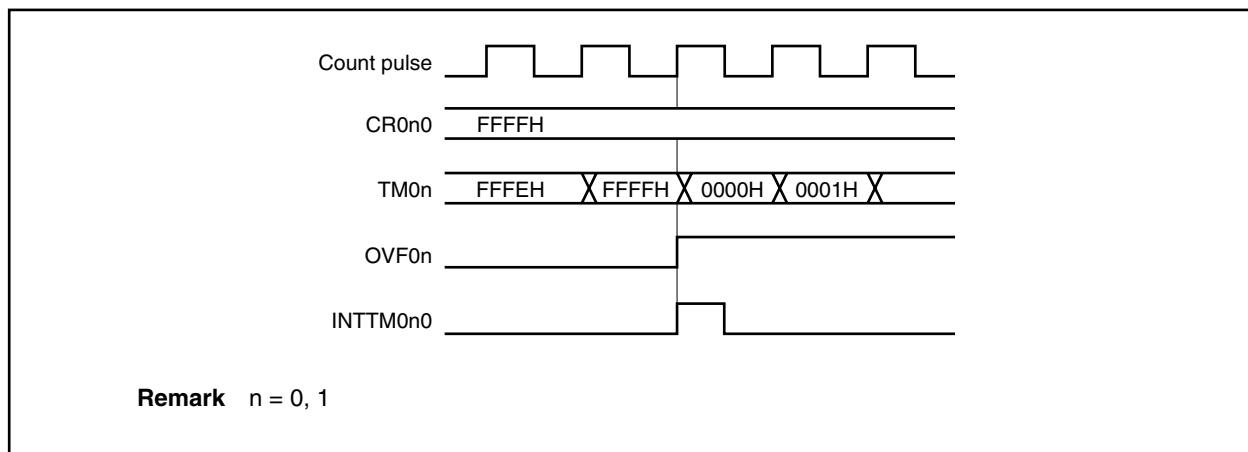 Count pulse
CR0n0 FFFFH
TM0n FFFEH FFFFH 0000H 0001H
OVF0n
INTTM0n0
Remark n = 0, 1